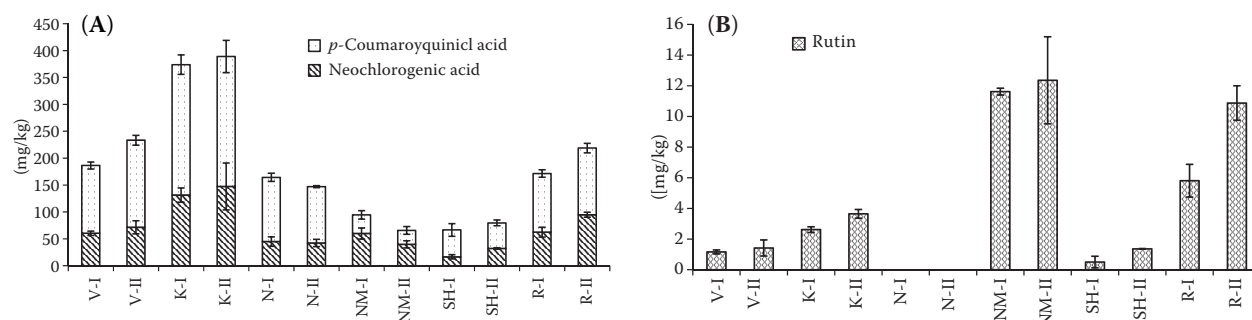 (A)
450
400
350
300
250
200
150
100
50
0
(mg/kg)
p-Coumaroyquinicl acid
Neochlorogenic acid
V-I
V-II
K-I
K-II
N-I
N-II
NM-I
NM-II
SH-I
SH-II
R-I
R-II
(B)
16
14
12
10
8
6
4
2
0
([mg/kg)
Rutin
V-I
V-II
K-I
K-II
N-I
N-II
NM-I
NM-II
SH-I
SH-II
R-I
R-II